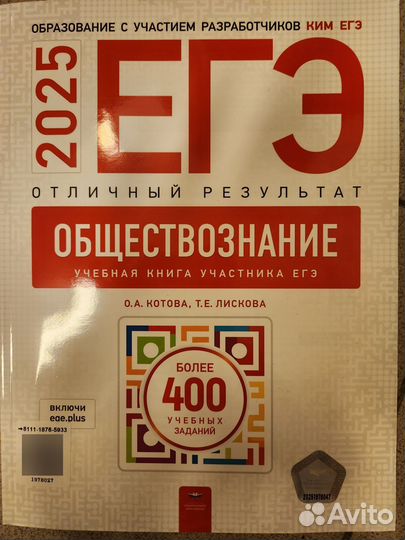 ОБРАЗОВАНИЕ С УЧАСТИЕМ РАЗРАБОТЧИКОВ КИМ ЕГЭ
2025
ЕГЭ
ОТЛИЧНЫЙ РЕЗУЛЬТАТ
ОБЩЕСТВОЗНАНИЕ
УЧЕБНАЯ КНИГА УЧАСТНИКА ЕГЭ
О.А. КОТОВА, Т.Е. ЛИСКОВА
БОЛЕЕ
400
УЧЕБНЫХ
ЗАДАНИЙ
ВКЛЮЧИ
ege.plus
1978027
Avito